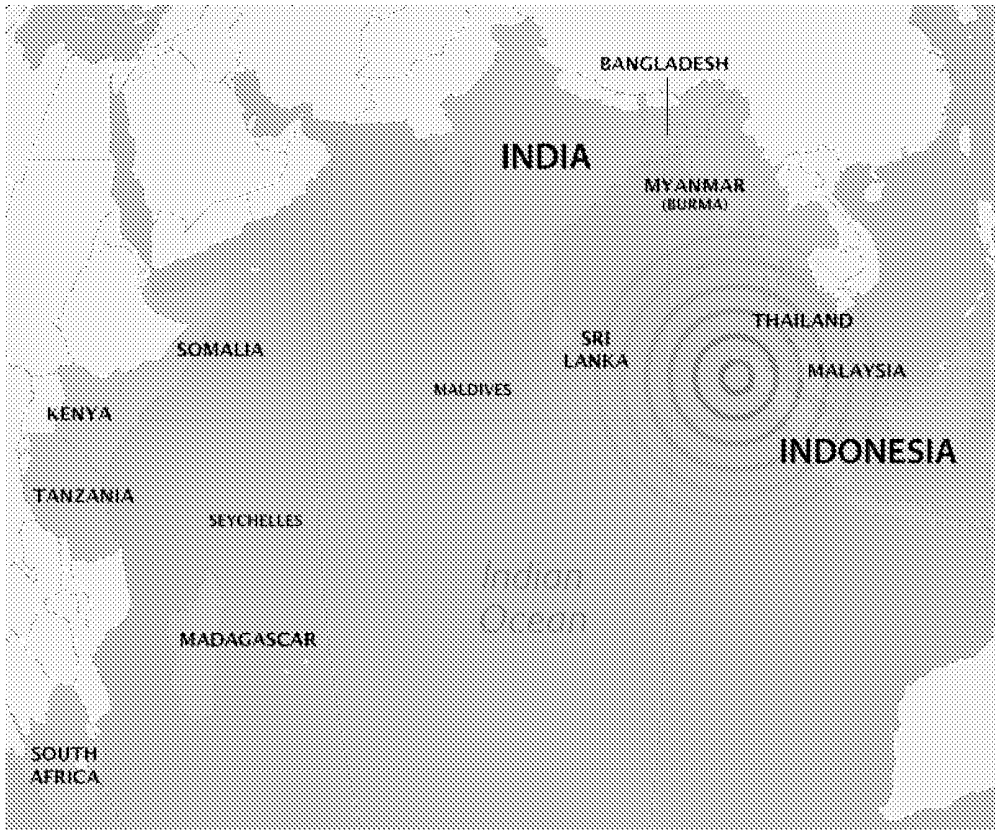 BANGLADESH
INDIA
MYANMAR
(BURMA)
THAILAND
SRI
LANKA
SOMALIA
MALAYSIA
MALDIVES
KENYA
INDONESIA
TANZANIA
SEYCHELLES
Indian
Ocean
MADAGASCAR
SOUTH
AFRICA